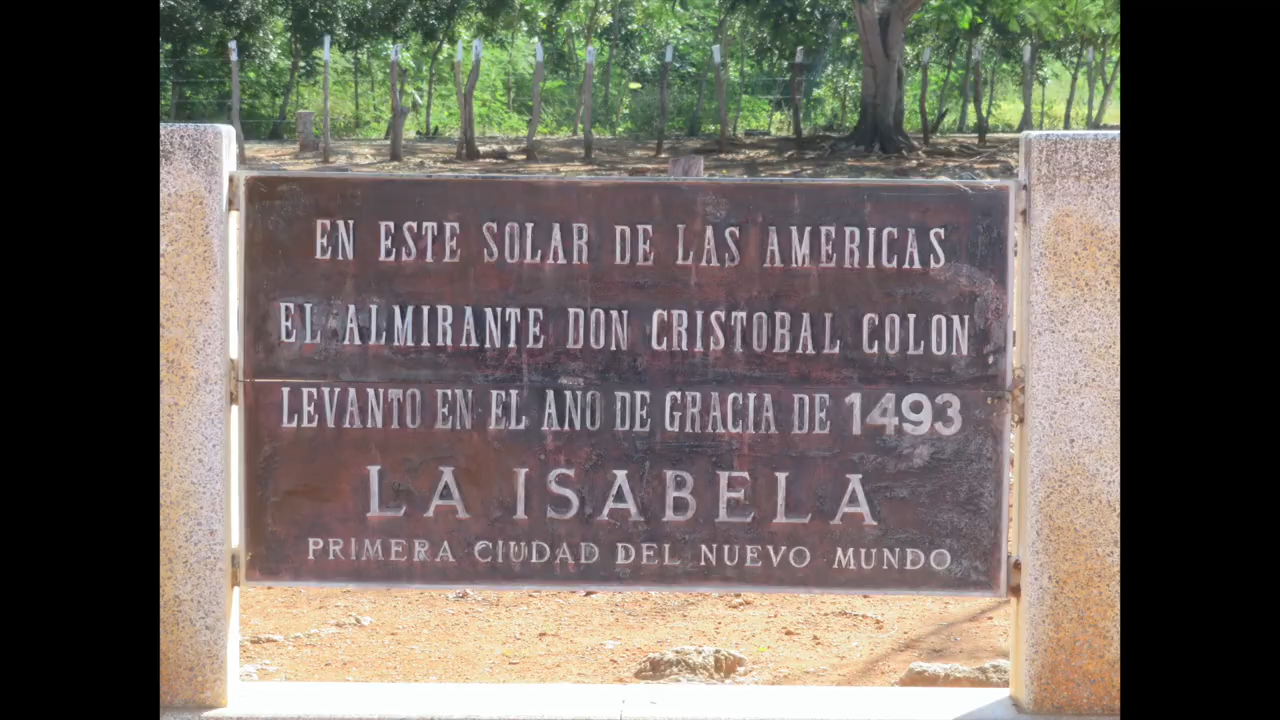 EN ESTE SOLAR DE LAS AMERICAS
EL ALMIRANTE DON CRISTOBAL COLON
LEVANTO EN EL ANO DE GRACIA DE 1493
LA ISABELA
PRIMERA CIUDAD DEL NUEVO MUNDO